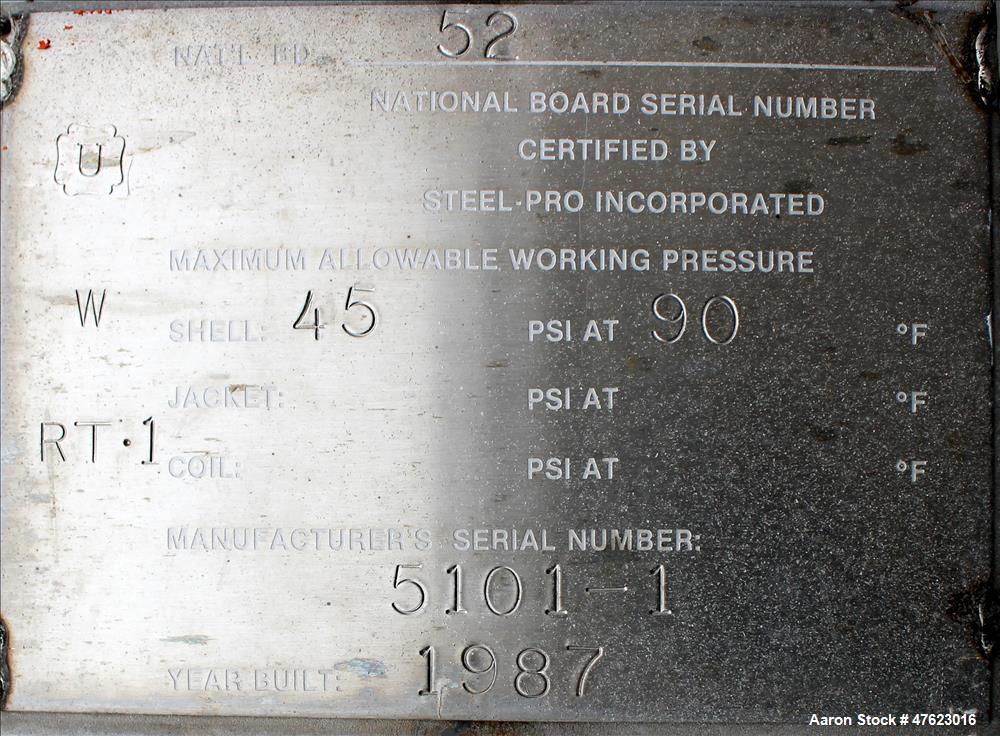 NAT'L BD. 52
NATIONAL BOARD SERIAL NUMBER
CERTIFIED BY
U
STEEL-PRO INCORPORATED
MAXIMUM ALLOWABLE WORKING PRESSURE
W
SHELL: 45 PSI AT 90 °F
JACKET: PSI AT °F
RT·1
COIL: PSI AT °F
MANUFACTURER'S SERIAL NUMBER:
5101-1
YEAR BUILT: 1987
Aaron Stock # 47623016